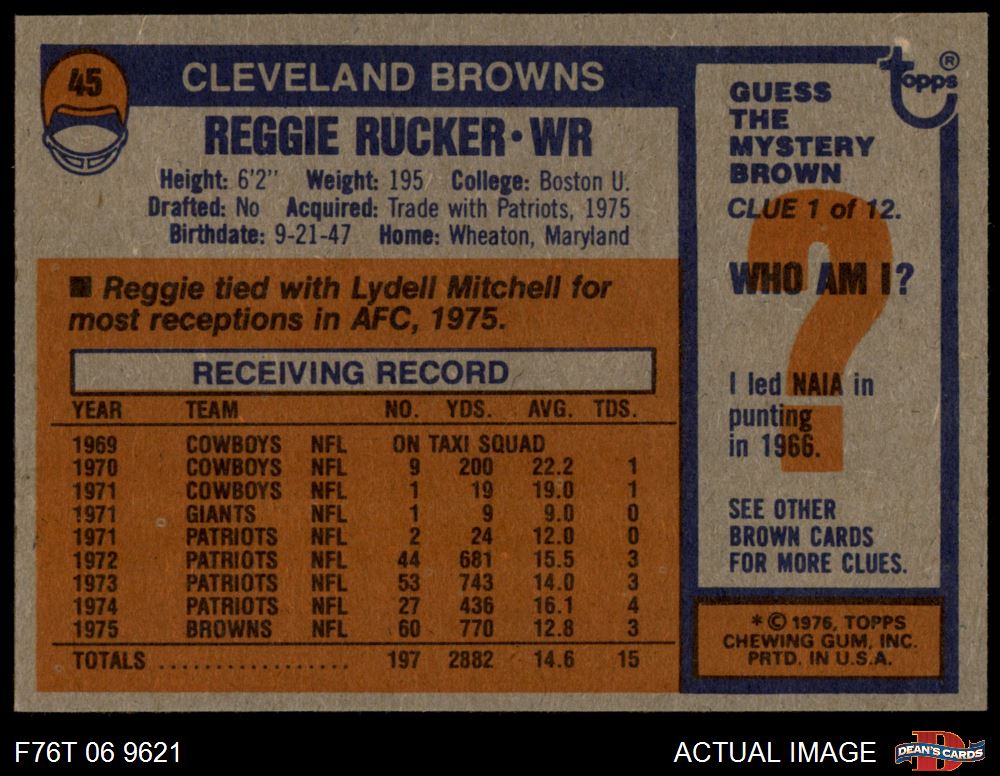 45
CLEVELAND BROWNS
REGGIE RUCKER • WR
Height: 6'2" Weight: 195 College: Boston U.
Drafted: No Acquired: Trade with Patriots, 1975
Birthdate: 9-21-47 Home: Wheaton, Maryland
■ Reggie tied with Lydell Mitchell for
most receptions in AFC, 1975.
RECEIVING RECORD
YEAR TEAM NO. YDS. AVG. TDS.
1969 COWBOYS NFL ON TAXI SQUAD
1970 COWBOYS NFL 9 200 22.2 1
1971 COWBOYS NFL 1 19 19.0 1
1971 GIANTS NFL 1 9 9.0 0
1971 PATRIOTS NFL 2 24 12.0 0
1972 PATRIOTS NFL 44 681 15.5 3
1973 PATRIOTS NFL 53 743 14.0 3
1974 PATRIOTS NFL 27 436 16.1 4
1975 BROWNS NFL 60 770 12.8 3
TOTALS .................. 197 2882 14.6 15
topps®
GUESS
THE
MYSTERY
BROWN
CLUE 1 of 12.
?
WHO AM I?
I led NAIA in
punting
in 1966.
SEE OTHER
BROWN CARDS
FOR MORE CLUES.
* © 1976, TOPPS
CHEWING GUM, INC.
PRTD. IN U.S.A.
F76T 06 9621
ACTUAL IMAGE
D
DEAN'S CARDS